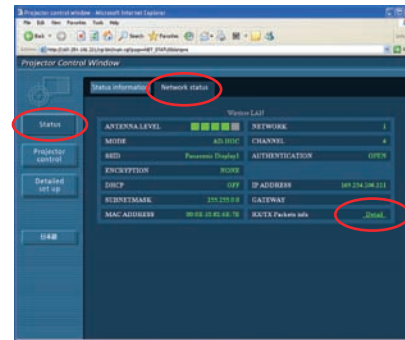 Projector control window - Microsoft Internet Explorer
File Edit View Favorites Tools Help
Back Search Favorites
Projector Control Window
Status information Network status
Wireless LAN
Status
Projector control
Detailed set up
日本語
ANTENNA LEVEL NETWORK 1
MODE AD HOC CHANNEL
SSID Panasonic Display1 AUTHENTICATION OPEN
ENCRYPTION NONE
DHCP OFF IP ADDRESS
SUBNETMASK 255.255.0.0 GATEWAY
MAC ADDRESS RX/TX Packets info Detail